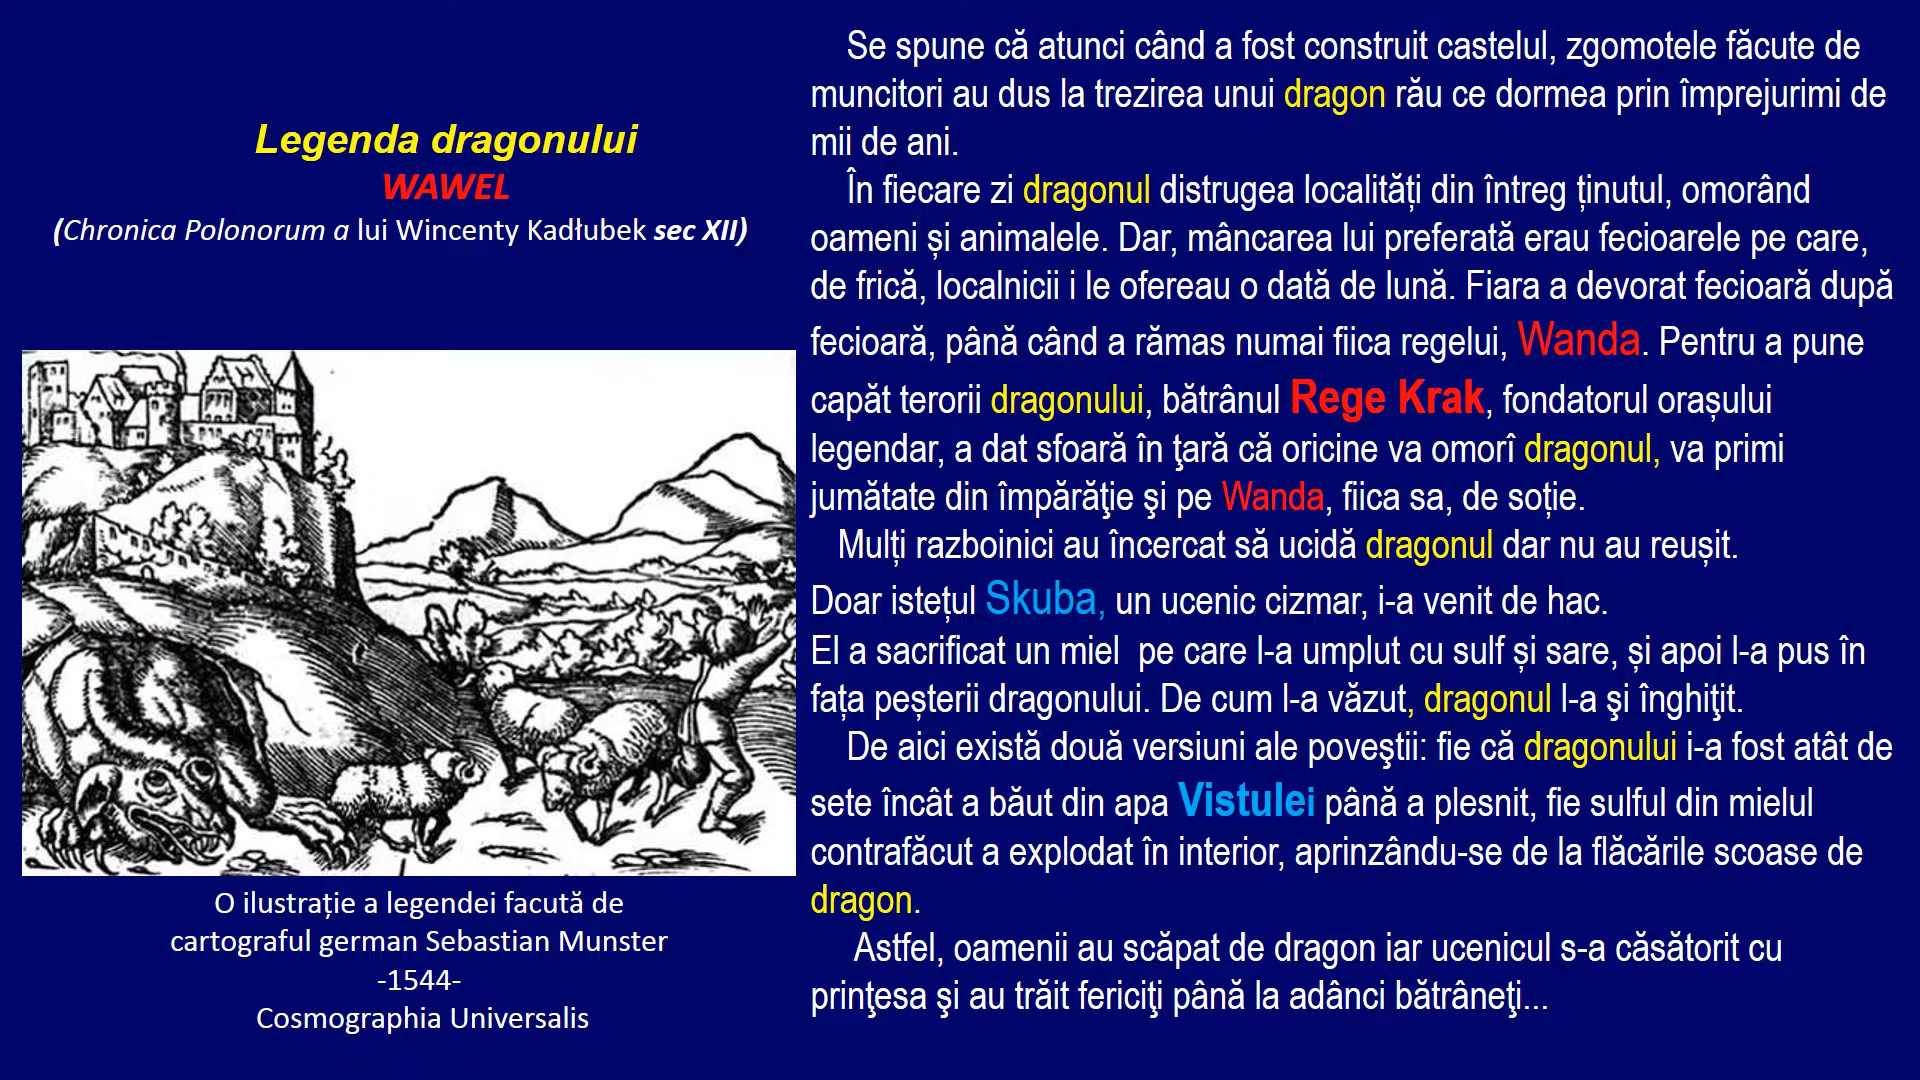 Legenda dragonului
WAWEL
(Chronica Polonorum a lui Wincenty Kadłubek sec XII)
O ilustrație a legendei facută de
cartograful german Sebastian Munster
-1544-
Cosmographia Universalis
Se spune că atunci când a fost construit castelul, zgomotele făcute de
muncitori au dus la trezirea unui dragon rău ce dormea prin împrejurimi de
mii de ani.
În fiecare zi dragonul distrugea localități din întreg ținutul, omorând
oameni și animalele. Dar, mâncarea lui preferată erau fecioarele pe care,
de frică, localnicii i le ofereau o dată de lună. Fiara a devorat fecioară după
fecioară, până când a rămas numai fiica regelui, Wanda. Pentru a pune
capăt terorii dragonului, bătrânul Rege Krak, fondatorul orașului
legendar, a dat sfoară în ţară că oricine va omorî dragonul, va primi
jumătate din împărăţie şi pe Wanda, fiica sa, de soție.
Mulți razboinici au încercat să ucidă dragonul dar nu au reușit.
Doar istețul Skuba, un ucenic cizmar, i-a venit de hac.
El a sacrificat un miel  pe care l-a umplut cu sulf și sare, și apoi l-a pus în
fața peșterii dragonului. De cum l-a văzut, dragonul l-a şi înghiţit.
De aici există două versiuni ale poveştii: fie că dragonului i-a fost atât de
sete încât a băut din apa Vistulei până a plesnit, fie sulful din mielul
contrafăcut a explodat în interior, aprinzându-se de la flăcările scoase de
dragon.
Astfel, oamenii au scăpat de dragon iar ucenicul s-a căsătorit cu
prinţesa şi au trăit fericiţi până la adânci bătrâneţi...